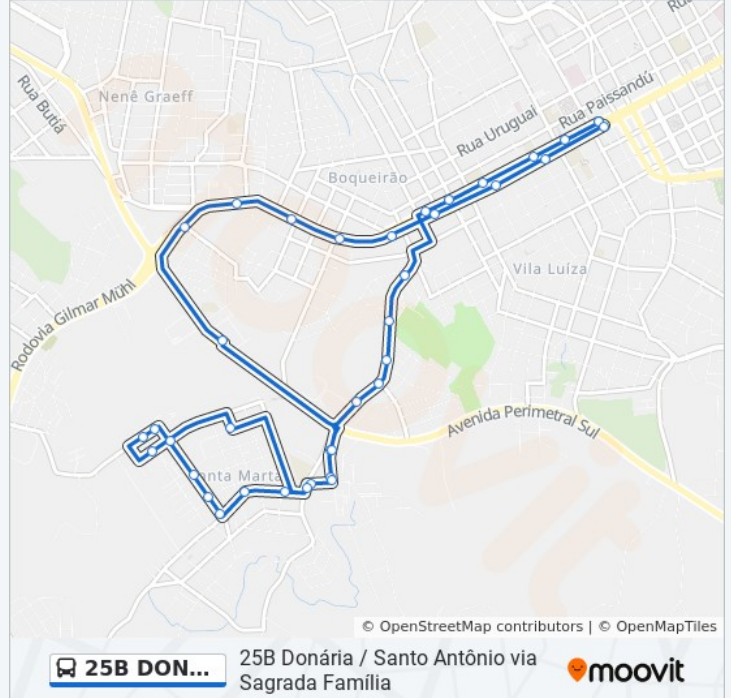 Rua Butiá
Nenê Graeff
Rua Uruguai
Rua Paissandú
Boqueirão
Vila Luíza
Rodovia Gilmar Mühl
Avenida Perimetral Sul
anta Marta
© OpenStreetMap contributors | © OpenMapTiles
25B DON...
25B Donária / Santo Antônio via
Sagrada Família
moovit